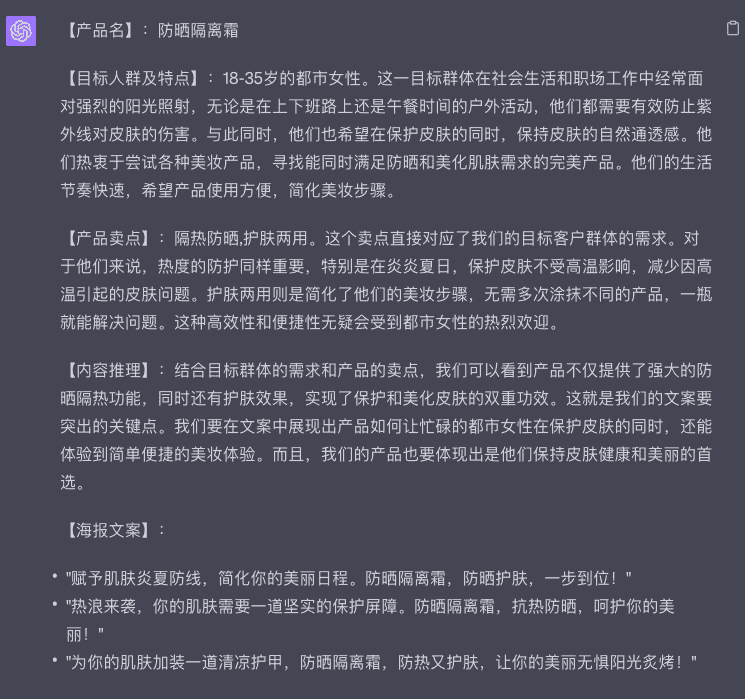 【产品名】：防晒隔离霜
【目标人群及特点】：18-35岁的都市女性。这一目标群体在社会生活和职场工作中经常面
对强烈的阳光照射，无论是在上下班路上还是午餐时间的户外活动，他们都需要有效防止紫
外线对皮肤的伤害。与此同时，他们也希望在保护皮肤的同时，保持皮肤的自然通透感。他
们热衷于尝试各种美妆产品，寻找能同时满足防晒和美化肌肤需求的完美产品。他们的生活
节奏快速，希望产品使用方便，简化美妆步骤。
【产品卖点】：隔热防晒,护肤两用。这个卖点直接对应了我们的目标客户群体的需求。对
于他们来说，热度的防护同样重要，特别是在炎炎夏日，保护皮肤不受高温影响，减少因高
温引起的皮肤问题。护肤两用则是简化了他们的美妆步骤，无需多次涂抹不同的产品，一瓶
就能解决问题。这种高效性和便捷性无疑会受到都市女性的热烈欢迎。
【内容推理】：结合目标群体的需求和产品的卖点，我们可以看到产品不仅提供了强大的防
晒隔热功能，同时还有护肤效果，实现了保护和美化皮肤的双重功效。这就是我们的文案要
突出的关键点。我们要在文案中展现出产品如何让忙碌的都市女性在保护皮肤的同时，还能
体验到简单便捷的美妆体验。而且，我们的产品也要体现出是他们保持皮肤健康和美丽的首
选。
【海报文案】：
• "赋予肌肤炎夏防线，简化你的美丽日程。防晒隔离霜，防晒护肤，一步到位！"
• "热浪来袭，你的肌肤需要一道坚实的保护屏障。防晒隔离霜，抗热防晒，呵护你的美
丽！"
• "为你的肌肤加装一道清凉护甲，防晒隔离霜，防热又护肤，让你的美丽无惧阳光炙烤！"